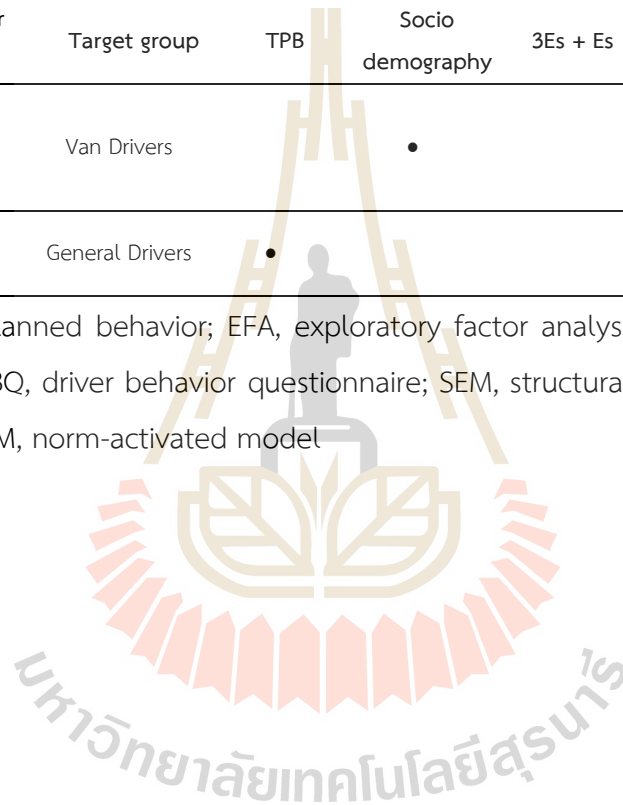 r
Target group TPB Socio demography 3Es + Es
Van Drivers •
General Drivers •
lanned behavior; EFA, exploratory factor analys
BQ, driver behavior questionnaire; SEM, structura
M, norm-activated model
มหาวิทยาลัยเทคโนโลยีสุรนารี